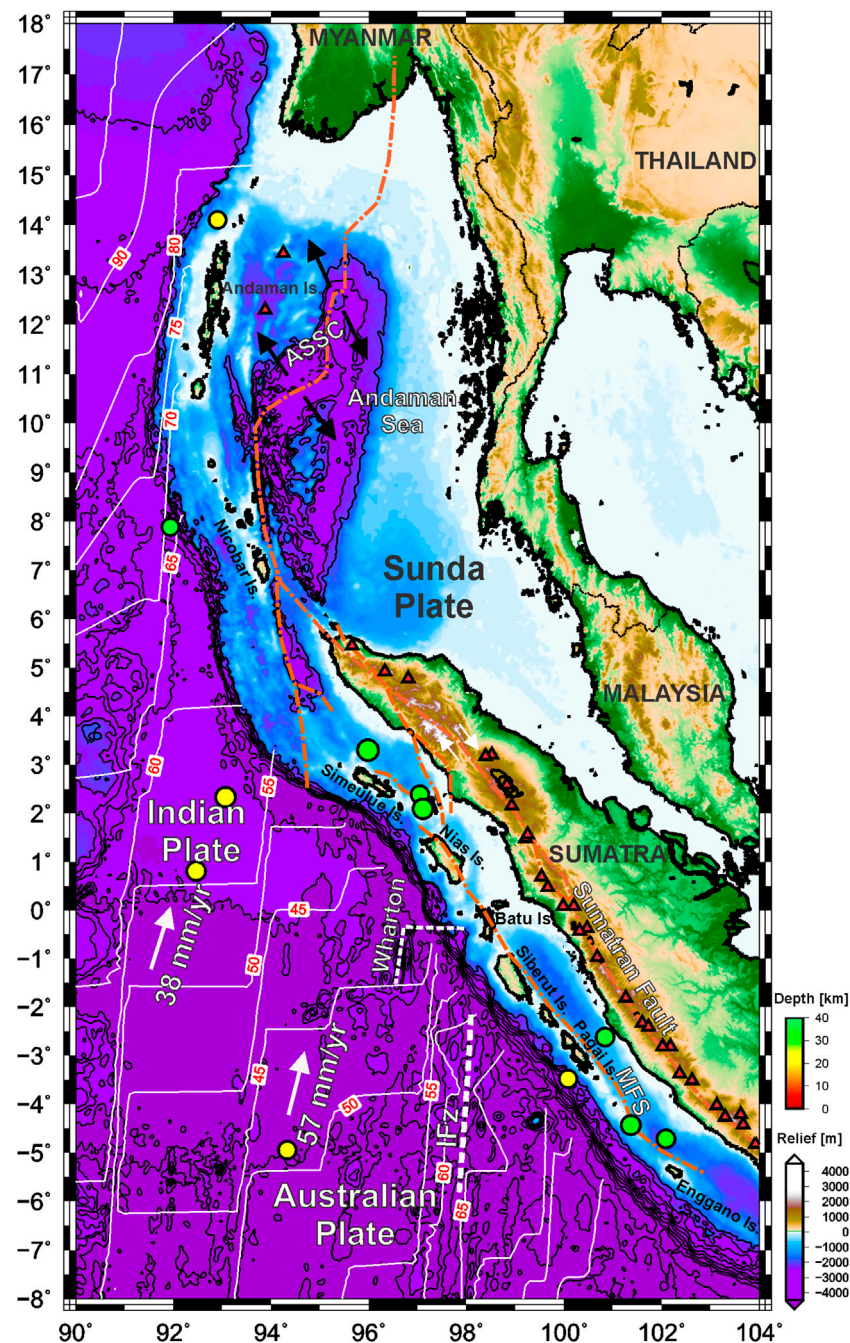 18°
17°
16°
15°
14°
13°
12°
11°
10°
9°
8°
7°
6°
5°
4°
3°
2°
1°
0°
−1°
−2°
−3°
−4°
−5°
−6°
−7°
−8°
90°
92°
94°
96°
98°
100°
102°
104°
MYANMAR
THAILAND
90
80
75
Andaman Is.
ASSC
Andaman
Sea
70
65
Nicobar Is.
Sunda
Plate
MALAYSIA
60
55
Indian
Plate
Simeulue Is.
Nias Is.
SUMATRA
45
Batu Is.
Wharton
50
38 mm/yr
Siberut Is.
Sumatran Fault
Pagai Is.
MFS
45
57 mm/yr
50
55
IFz
60
65
Australian
Plate
Enggano Is.
Depth [km]
40
30
20
10
0
Relief [m]
4000
3000
2000
1000
0
−1000
−2000
−3000
−4000